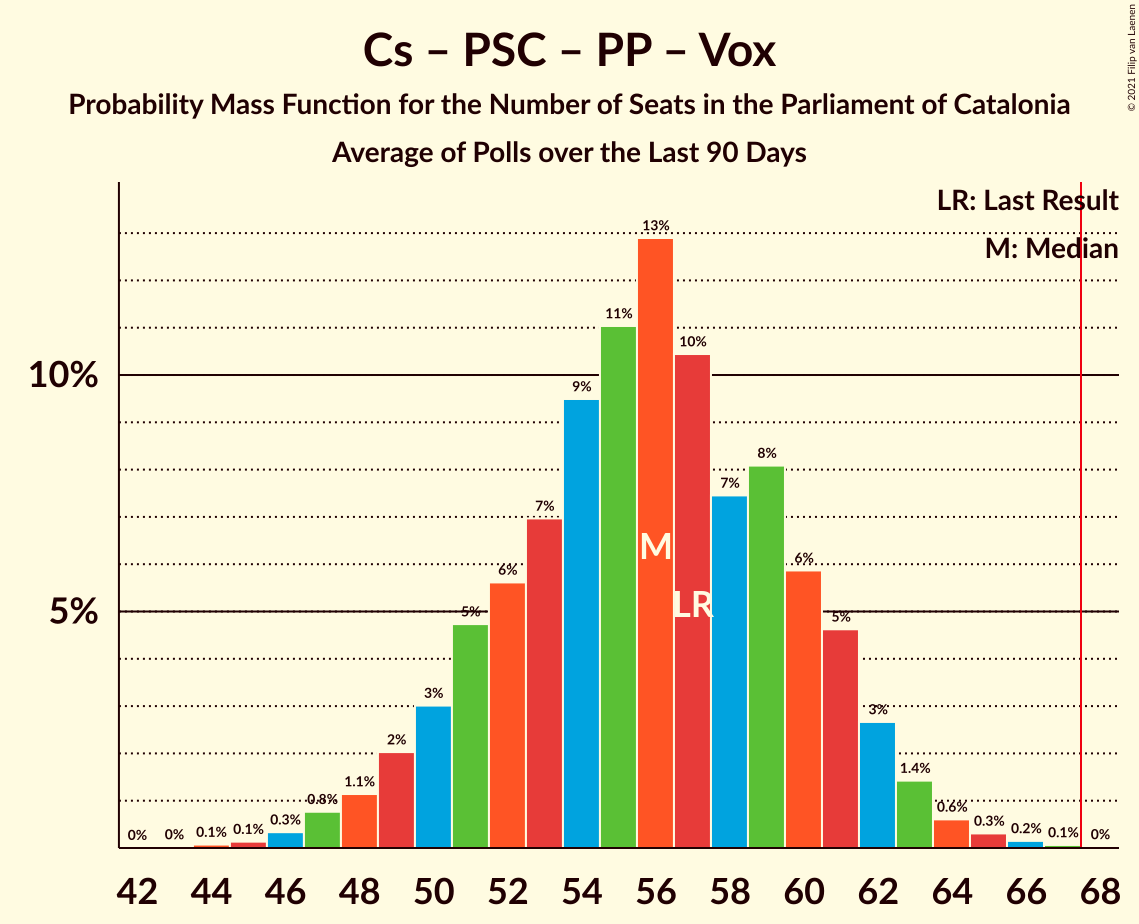 Cs – PSC – PP – Vox
Probability Mass Function for the Number of Seats in the Parliament of Catalonia
Average of Polls over the Last 90 Days
© 2021 Filip van Laenen
LR: Last Result
M: Median
13%
11%
10%
10%
9%
8%
7%
7%
M
6%
6%
LR
5%
5%
5%
3%
3%
2%
1.4%
1.1%
0.8%
0.6%
0.3%
0.3%
0% 0% 0.1% 0.1% 0.2% 0.1% 0%
42 44 46 48 50 52 54 56 58 60 62 64 66 68